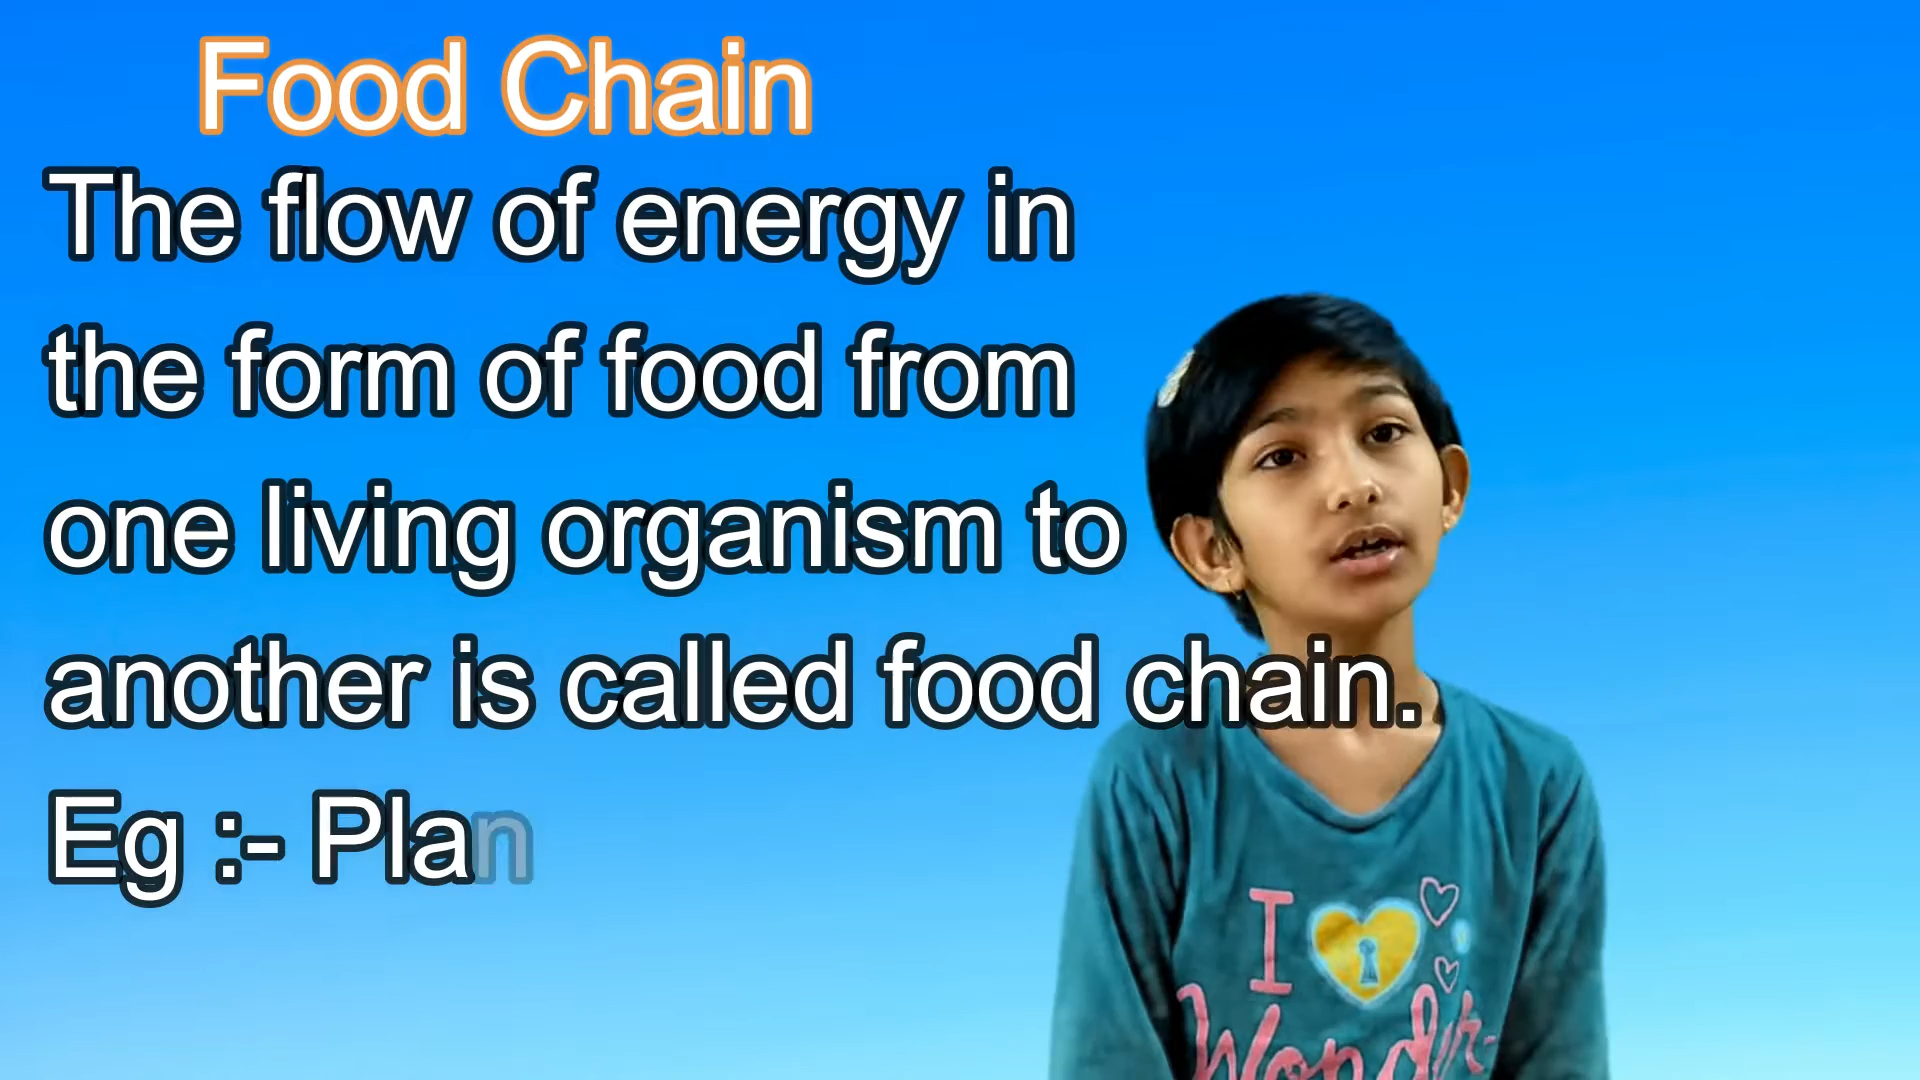 Food Chain
The flow of energy in
the form of food from
one living organism to
another is called food chain.
Eg :- Plan
I
Wonder